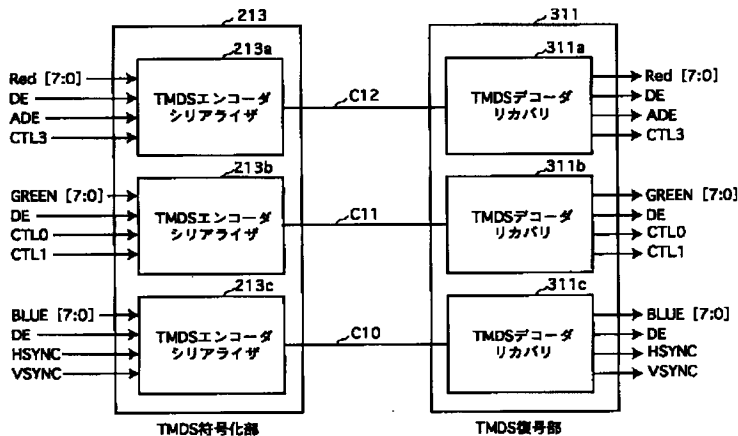 213
311
213a
311a
Red [7:0]
DE
ADE
CTL3
TMDSエンコーダ
シリアライザ
C12
TMDSデコーダ
リカバリ
Red [7:0]
DE
ADE
CTL3
213b
311b
GREEN [7:0]
DE
CTL0
CTL1
TMDSエンコーダ
シリアライザ
C11
TMDSデコーダ
リカバリ
GREEN [7:0]
DE
CTL0
CTL1
213c
311c
BLUE [7:0]
DE
HSYNC
VSYNC
TMDSエンコーダ
シリアライザ
C10
TMDSデコーダ
リカバリ
BLUE [7:0]
DE
HSYNC
VSYNC
TMDS符号化部
TMDS復号部